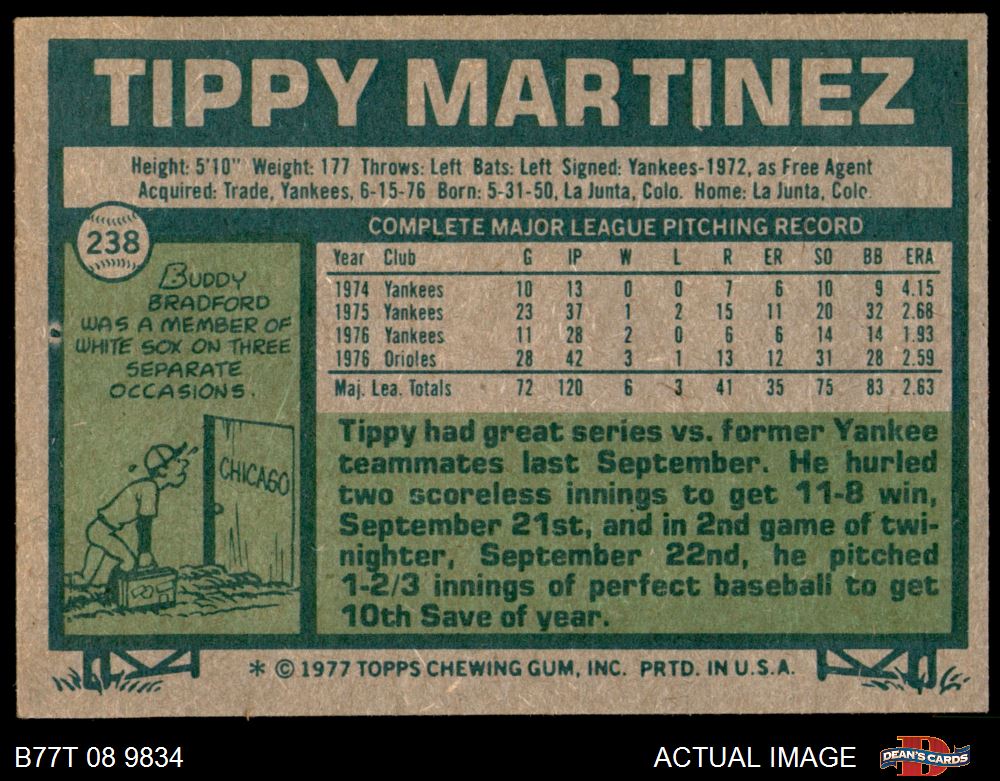 TIPPY MARTINEZ
Height: 5'10" Weight: 177 Throws: Left Bats: Left Signed: Yankees-1972, as Free Agent
Acquired: Trade, Yankees, 6-15-76 Born: 5-31-50, La Junta, Colo. Home: La Junta, Colo.
238
BUDDY
BRADFORD
WAS A MEMBER OF
WHITE SOX ON THREE
SEPARATE
OCCASIONS.
CHICAGO
COMPLETE MAJOR LEAGUE PITCHING RECORD
Year Club G IP W L R ER SO BB ERA
1974 Yankees 10 13 0 0 7 6 10 9 4.15
1975 Yankees 23 37 1 2 15 11 20 32 2.68
1976 Yankees 11 28 2 0 6 6 14 14 1.93
1976 Orioles 28 42 3 1 13 12 31 28 2.59
Maj. Lea. Totals 72 120 6 3 41 35 75 83 2.63
Tippy had great series vs. former Yankee
teammates last September. He hurled
two scoreless innings to get 11-8 win,
September 21st, and in 2nd game of twi-
nighter, September 22nd, he pitched
1-2/3 innings of perfect baseball to get
10th Save of year.
* © 1977 TOPPS CHEWING GUM, INC. PRTD. IN U.S.A.
B77T 08 9834
ACTUAL IMAGE
DEAN'S CARDS